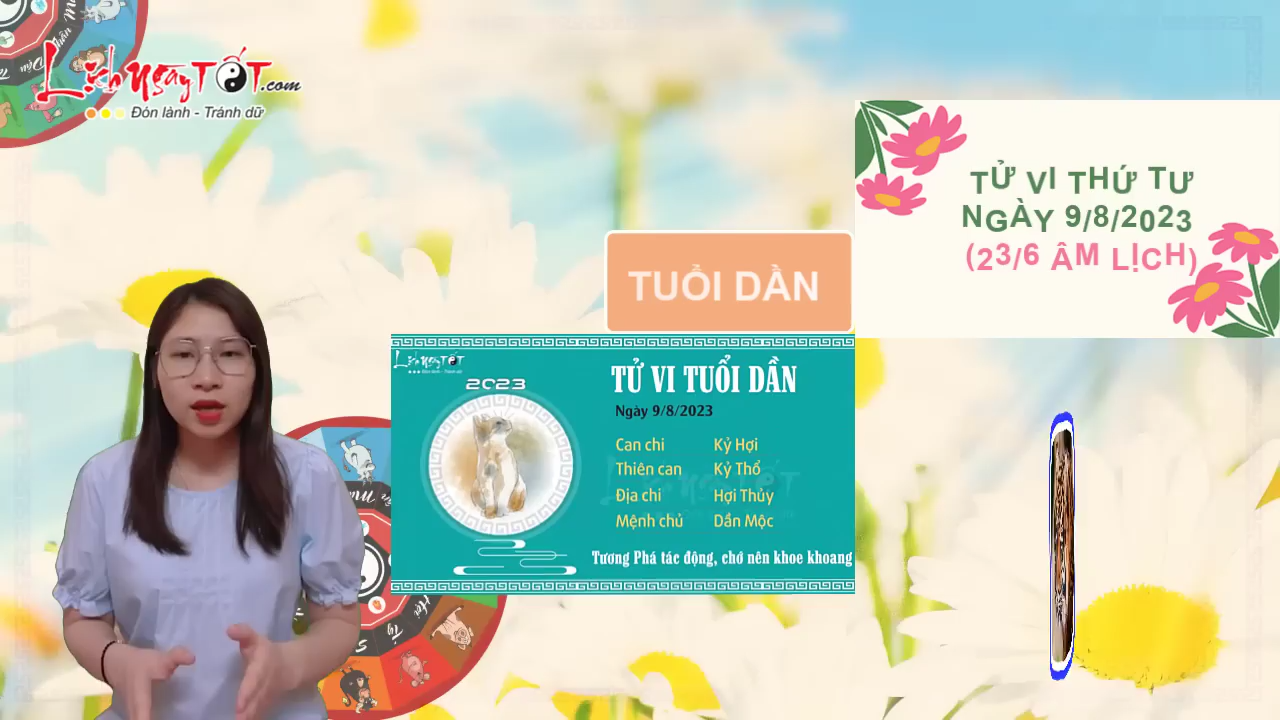 LịchNgàyTỐT.com
Đón lành - Tránh dữ
TỬ VI THỨ TƯ
NGÀY 9/8/2023
(23/6 ÂM LỊCH)
TUỔI DẦN
LịchNgàyTỐT
2023
TỬ VI TUỔI DẦN
Ngày 9/8/2023
Can chi Kỷ Hợi
Thiên can Kỷ Thổ
Địa chi Hợi Thủy
Mệnh chủ Dần Mộc
Tương Phá tác động, chớ nên khoe khoang